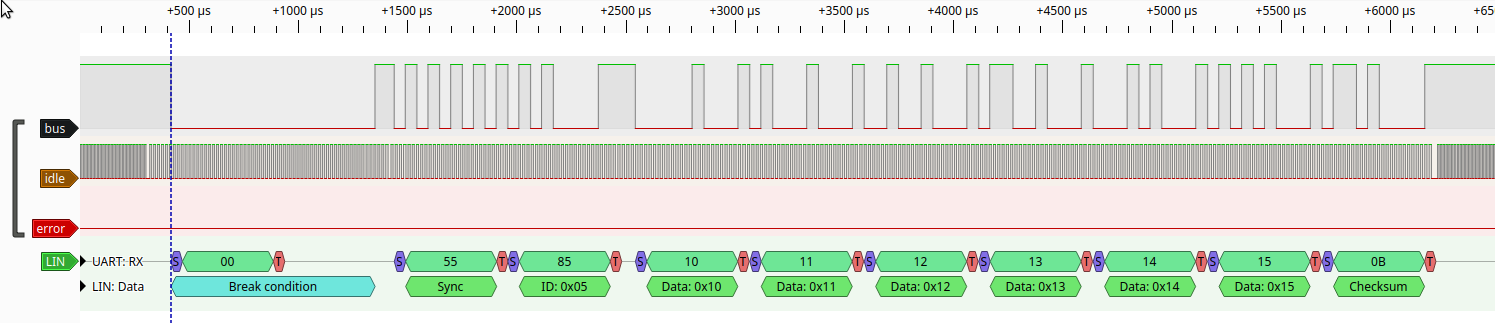 +500 µs +1000 µs +1500 µs +2000 µs +2500 µs +3000 µs +3500 µs +4000 µs +4500 µs +5000 µs +5500 µs +6000 µs +65
bus
idle
error
LIN UART: RX S 00 T S 55 T S 85 T S 10 T S 11 T S 12 T S 13 T S 14 T S 15 T S 0B T
LIN: Data Break condition Sync ID: 0x05 Data: 0x10 Data: 0x11 Data: 0x12 Data: 0x13 Data: 0x14 Data: 0x15 Checksum